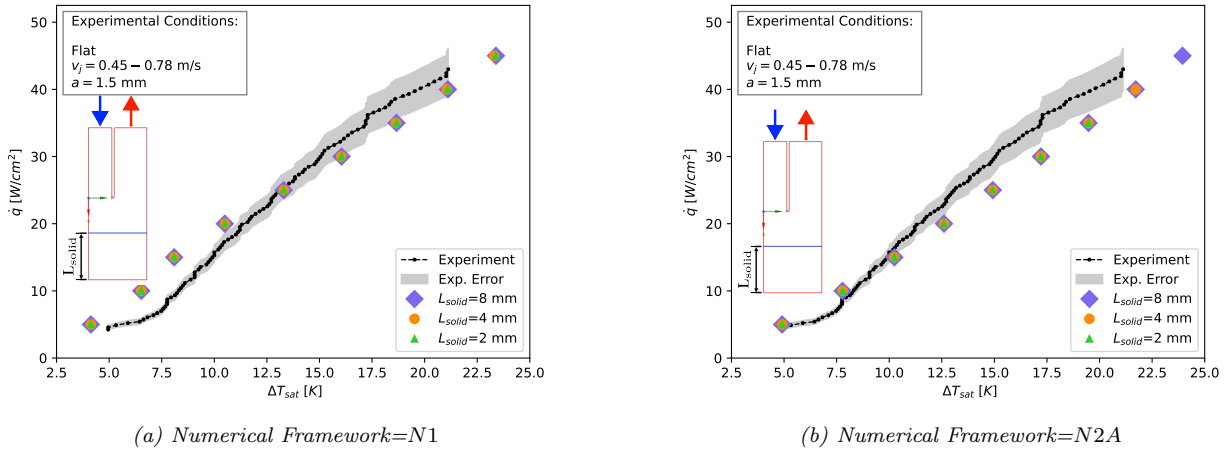 Experimental Conditions:
Flat
v_j = 0.45 − 0.78 m/s
a = 1.5 mm
50
40
30
20
10
0
q̇ [W/cm²]
L_solid
Experiment
Exp. Error
L_solid=8 mm
L_solid=4 mm
L_solid=2 mm
2.5 5.0 7.5 10.0 12.5 15.0 17.5 20.0 22.5 25.0
ΔT_sat [K]
(a) Numerical Framework=N1
Experimental Conditions:
Flat
v_j = 0.45 − 0.78 m/s
a = 1.5 mm
50
40
30
20
10
0
q̇ [W/cm²]
L_solid
Experiment
Exp. Error
L_solid=8 mm
L_solid=4 mm
L_solid=2 mm
2.5 5.0 7.5 10.0 12.5 15.0 17.5 20.0 22.5 25.0
ΔT_sat [K]
(b) Numerical Framework=N2A